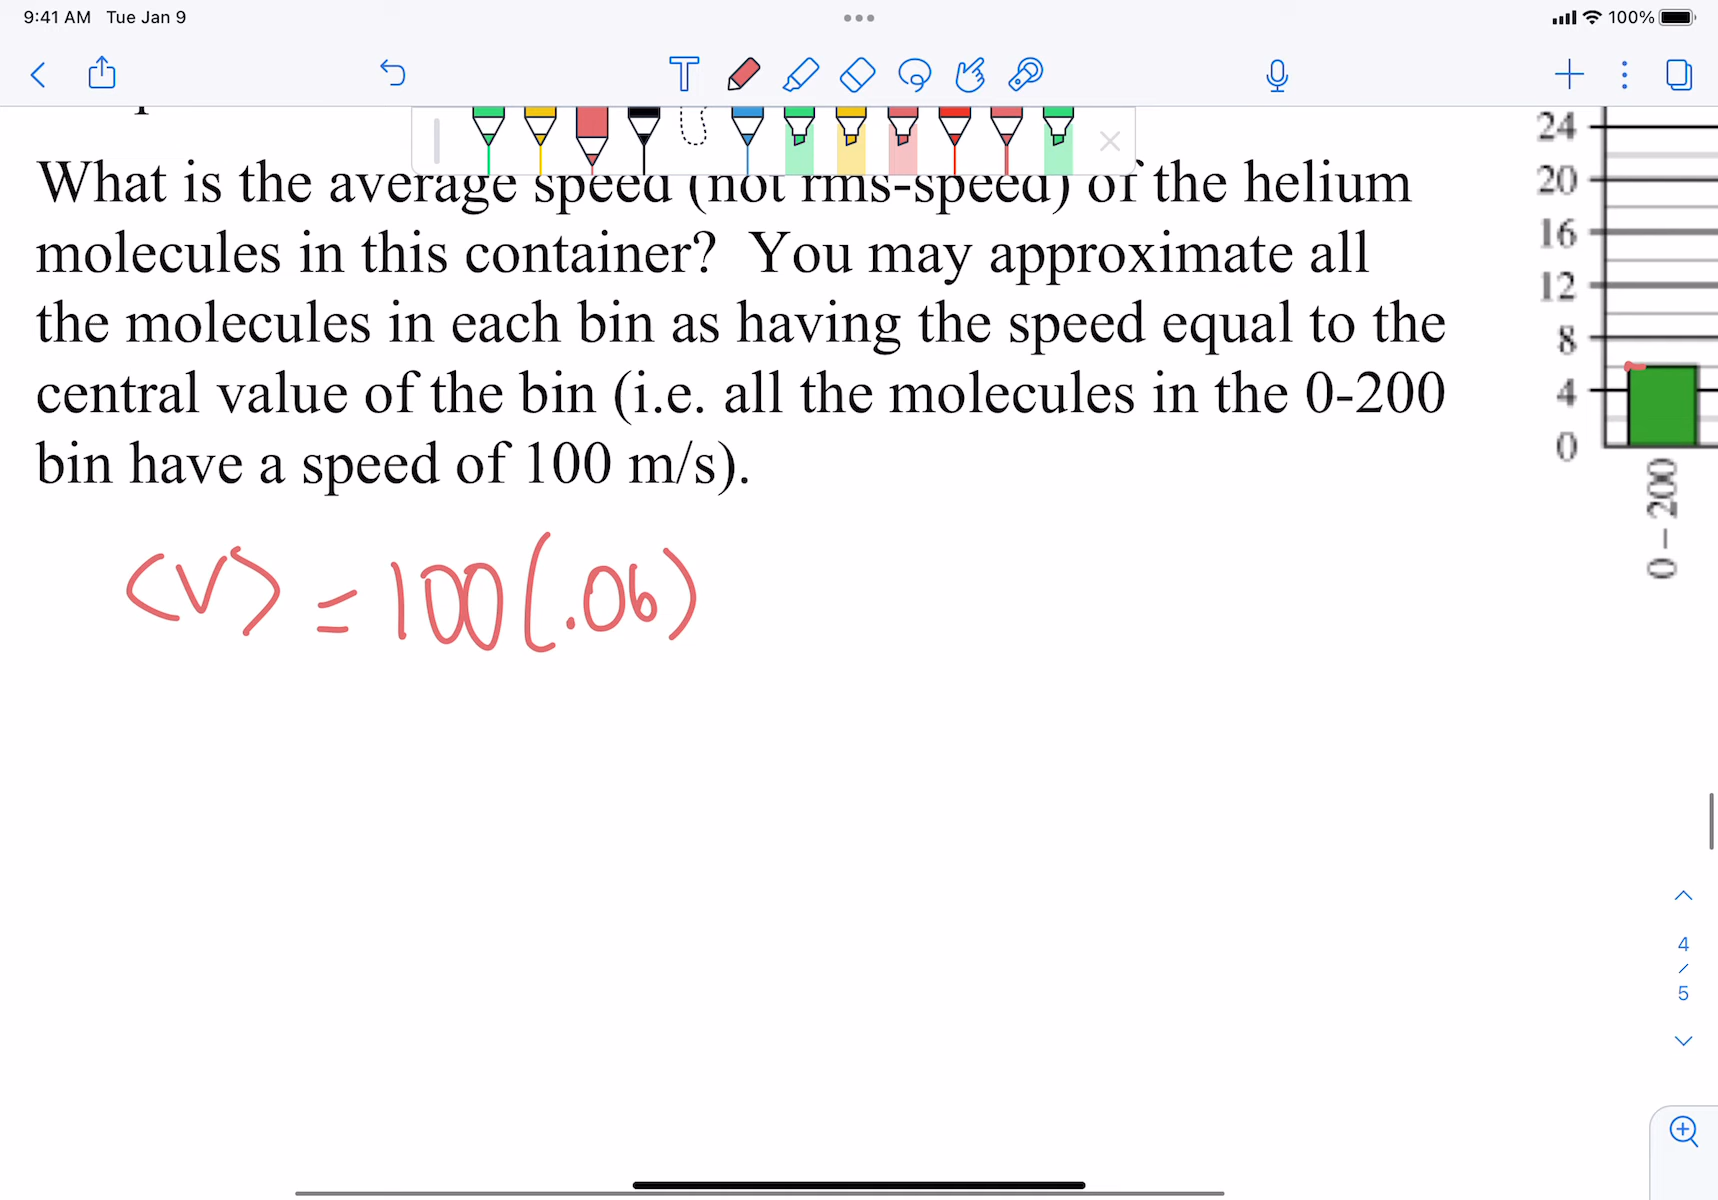 9:41 AM Tue Jan 9
100%
What is the average speed (not rms-speed) of the helium
molecules in this container? You may approximate all
the molecules in each bin as having the speed equal to the
central value of the bin (i.e. all the molecules in the 0-200
bin have a speed of 100 m/s).
<V> = 100(.06)
24
20
16
12
8
4
0
0 – 200
4
/
5